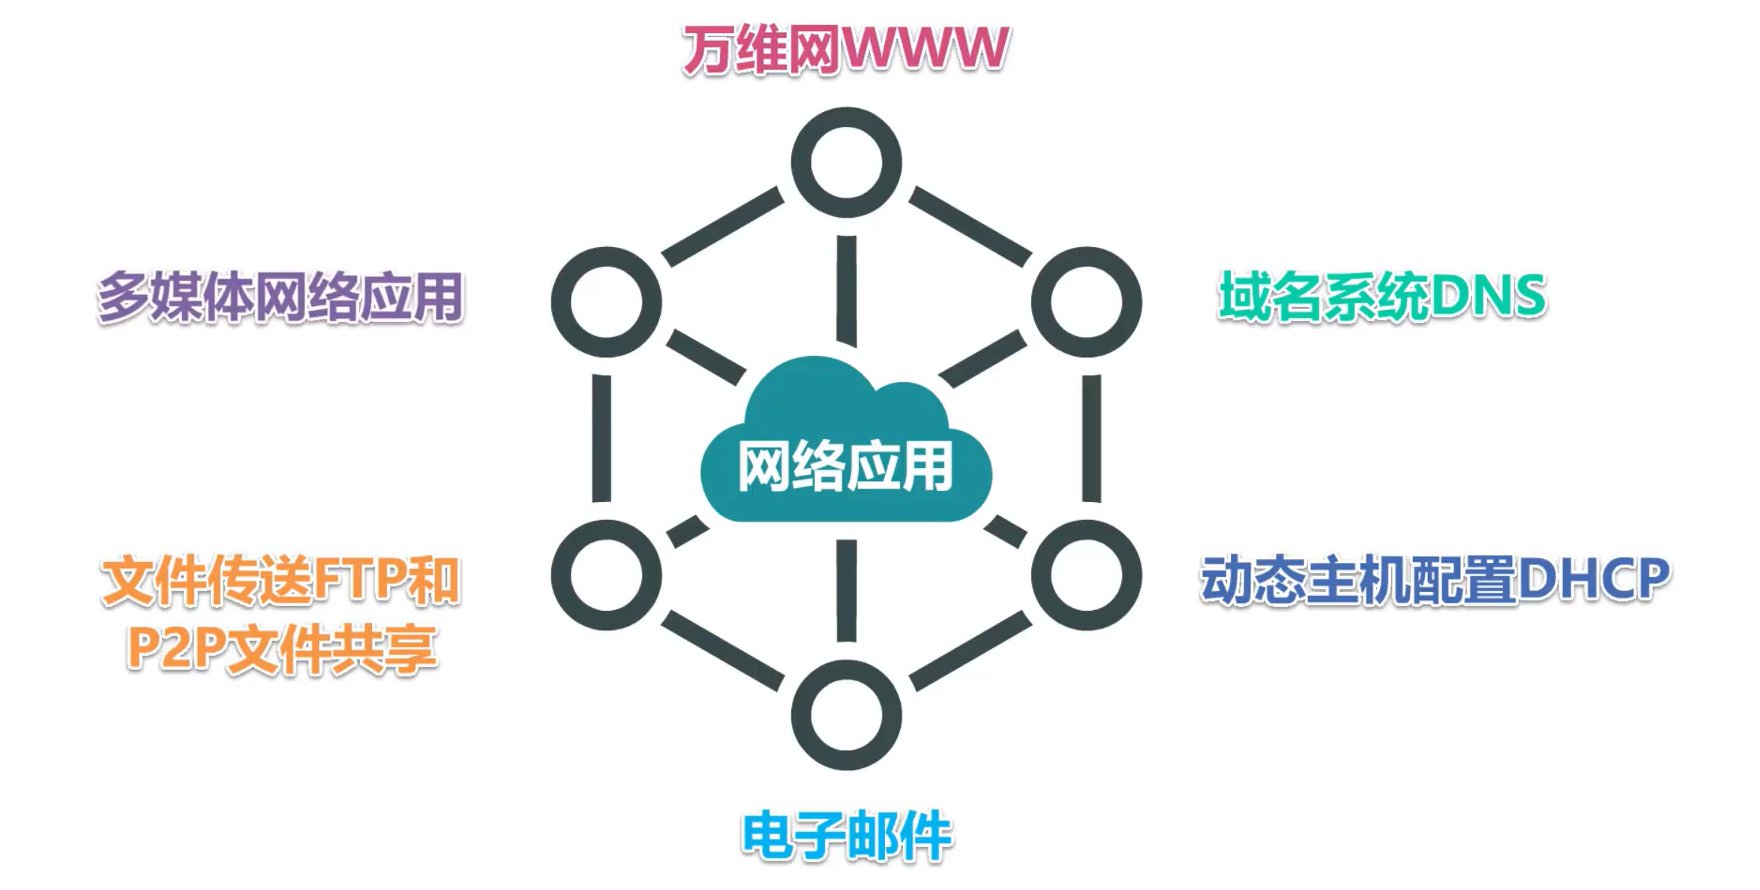 万维网WWW
多媒体网络应用
域名系统DNS
网络应用
文件传送FTP和
P2P文件共享
动态主机配置DHCP
电子邮件